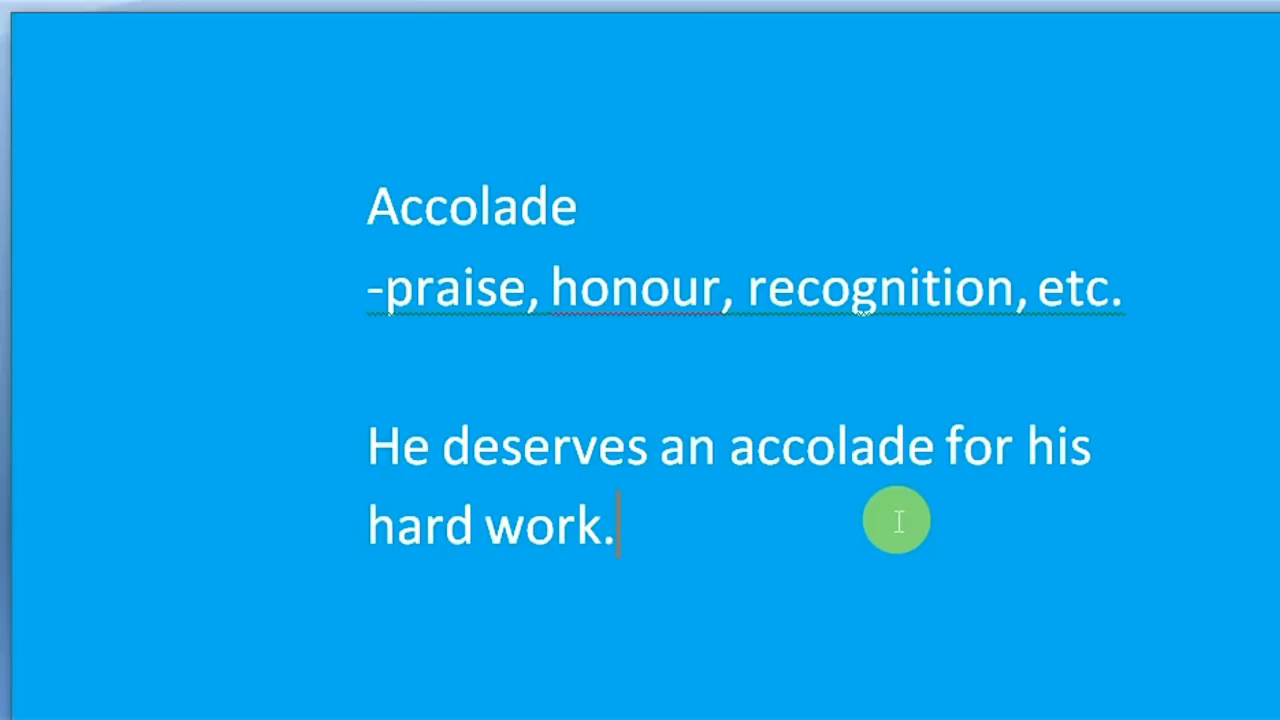 Accolade
-praise, honour, recognition, etc.
He deserves an accolade for his
hard work.